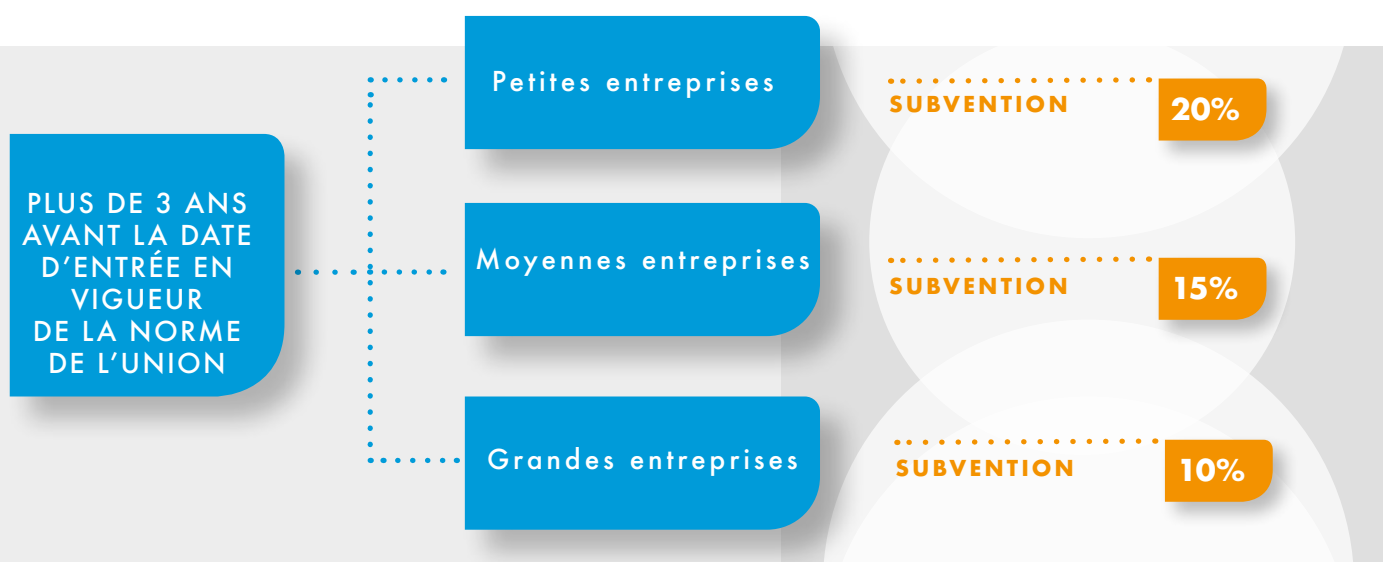 PLUS DE 3 ANS
AVANT LA DATE
D’ENTRÉE EN
VIGUEUR
DE LA NORME
DE L’UNION
Petites entreprises
SUBVENTION
20%
Moyennes entreprises
SUBVENTION
15%
Grandes entreprises
SUBVENTION
10%